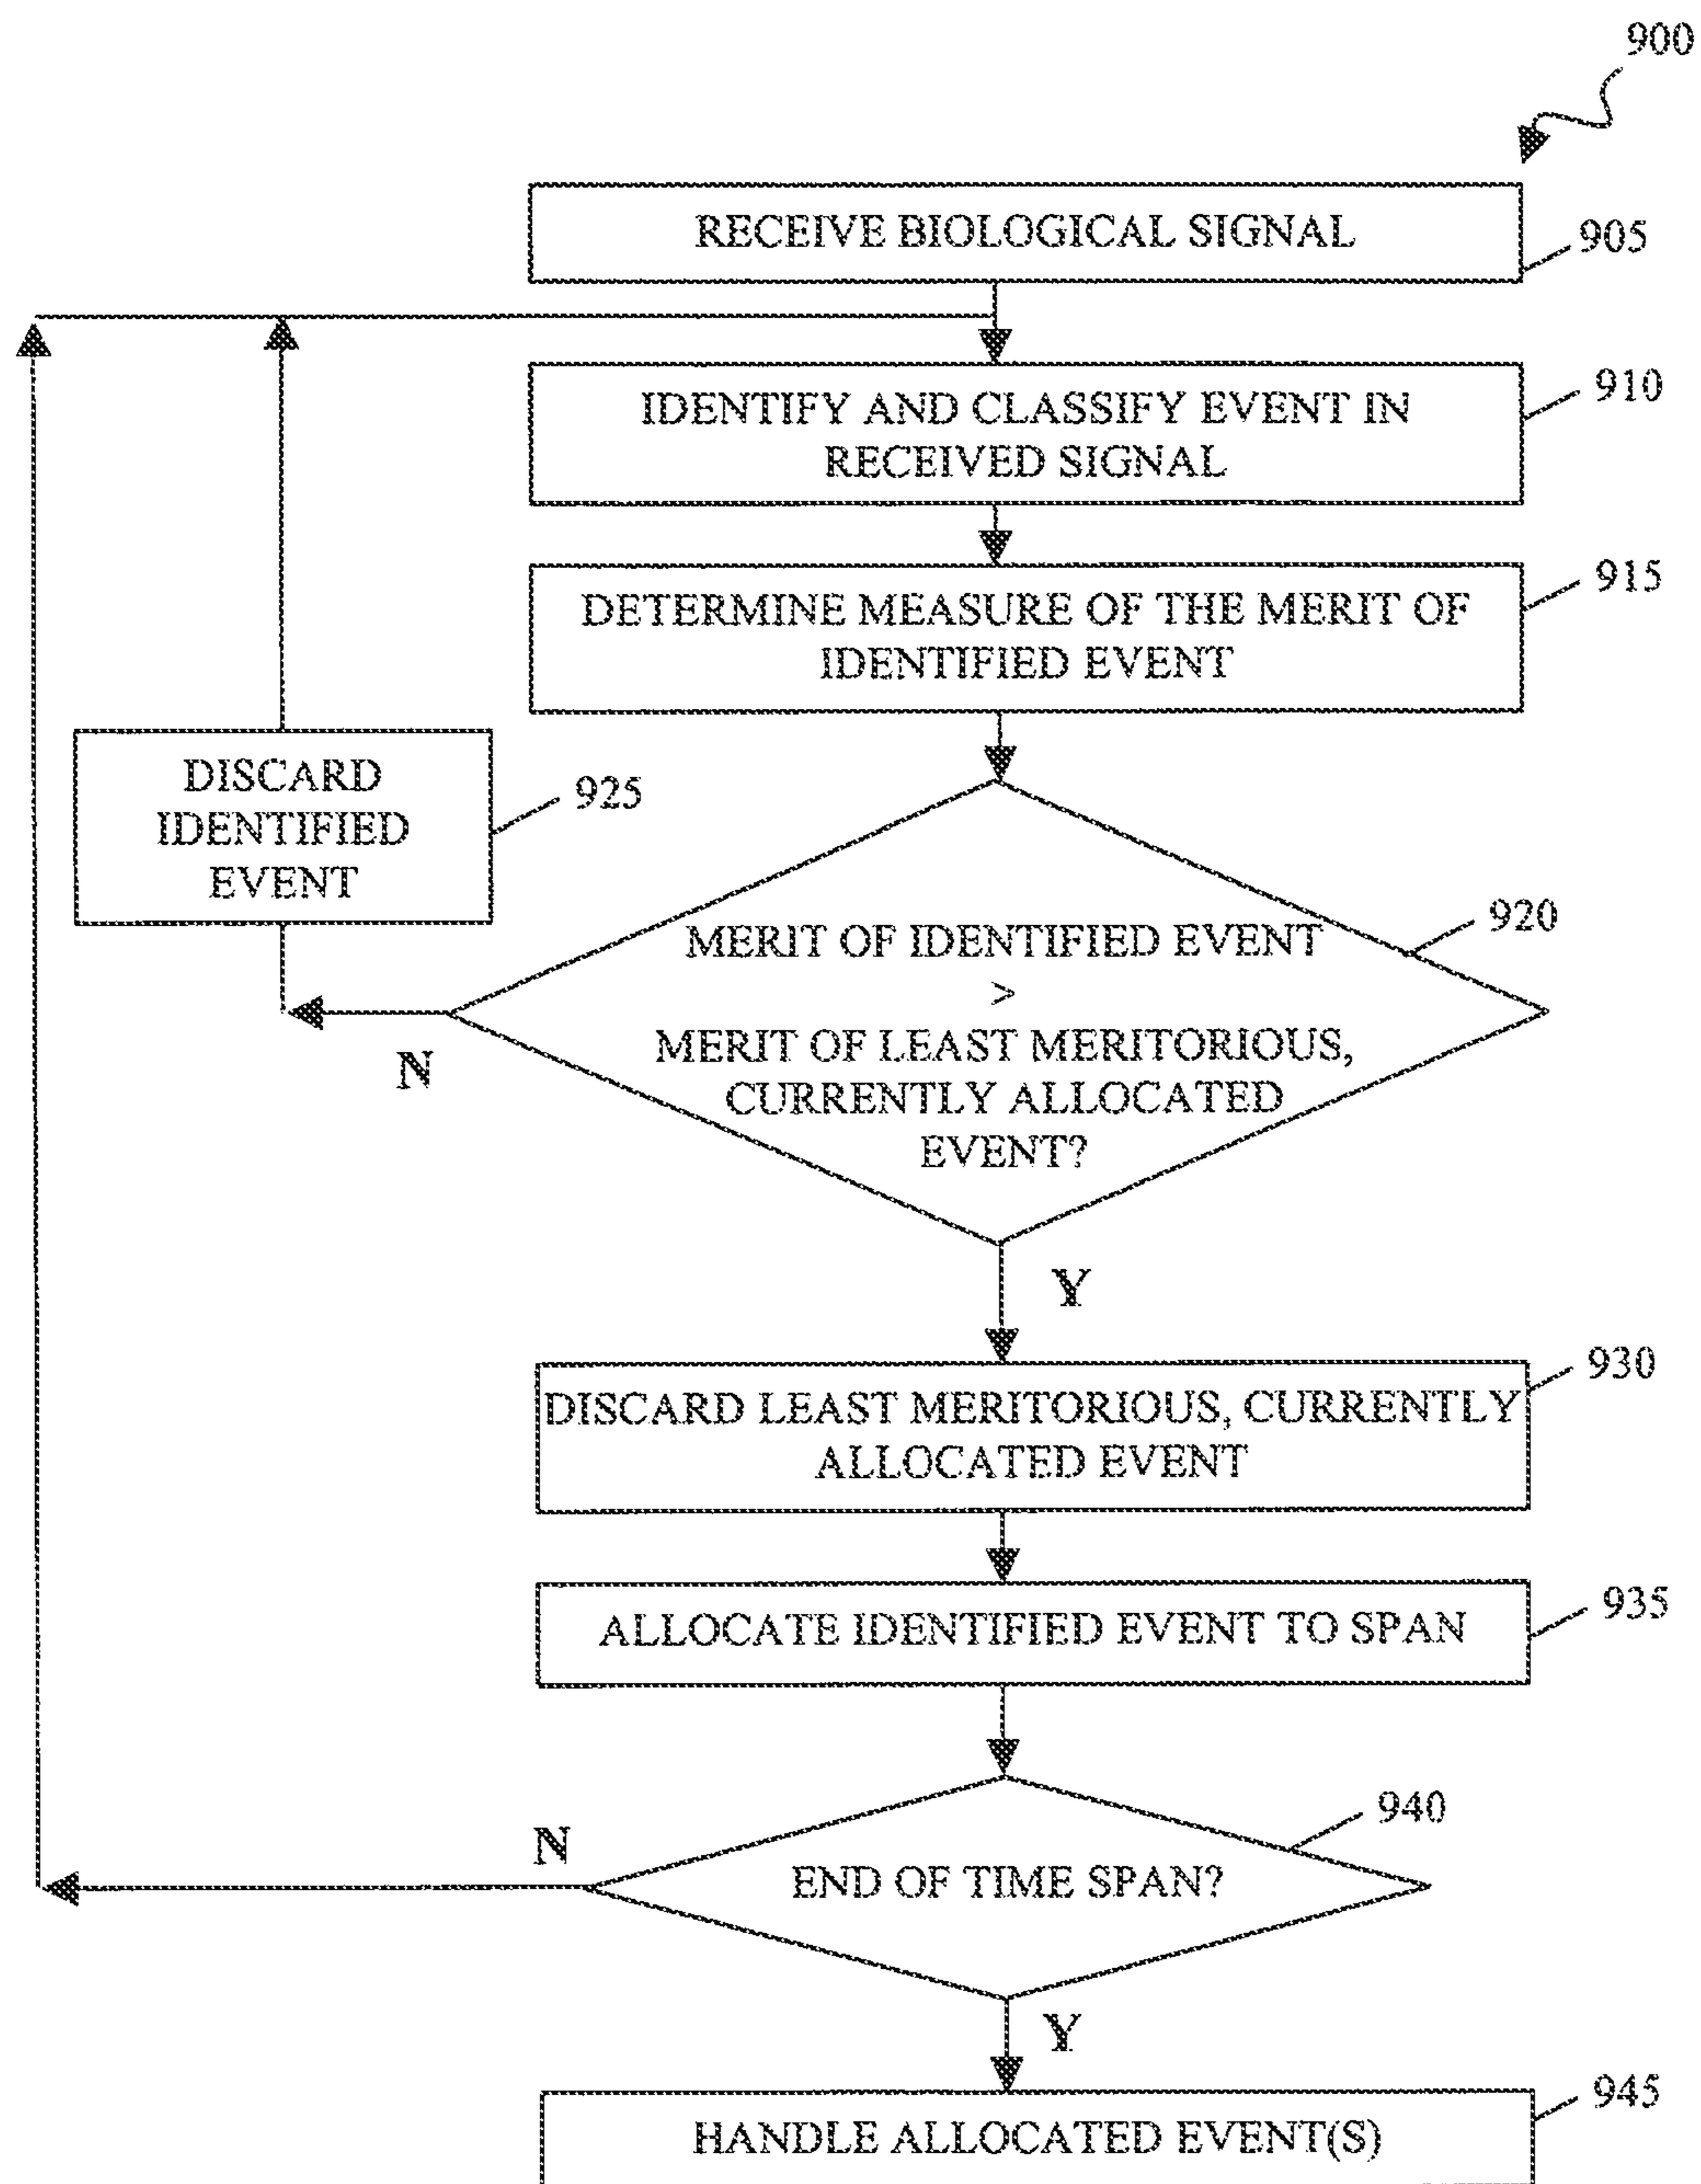 900
RECEIVE BIOLOGICAL SIGNAL
905
IDENTIFY AND CLASSIFY EVENT IN
RECEIVED SIGNAL
910
DETERMINE MEASURE OF THE MERIT OF
IDENTIFIED EVENT
915
DISCARD
IDENTIFIED
EVENT
925
MERIT OF IDENTIFIED EVENT
>
MERIT OF LEAST MERITORIOUS,
CURRENTLY ALLOCATED
EVENT?
920
N
Y
DISCARD LEAST MERITORIOUS, CURRENTLY
ALLOCATED EVENT
930
ALLOCATE IDENTIFIED EVENT TO SPAN
935
END OF TIME SPAN?
940
N
Y
HANDLE ALLOCATED EVENT(S)
945